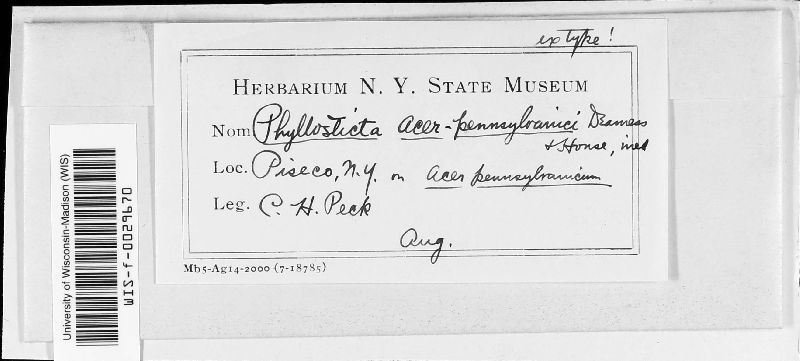 ex type!
HERBARIUM N. Y. STATE MUSEUM
Nom Phyllosticta Acer-pennsylvanici Dearness
& House, ined
Loc. Piseco, N.Y. on Acer pennsylvanicum
Leg. C. H. Peck
Aug.
Mb5-Ag14-2000 (7-18785)
University of Wisconsin-Madison (WIS)
WIS-f-0029670